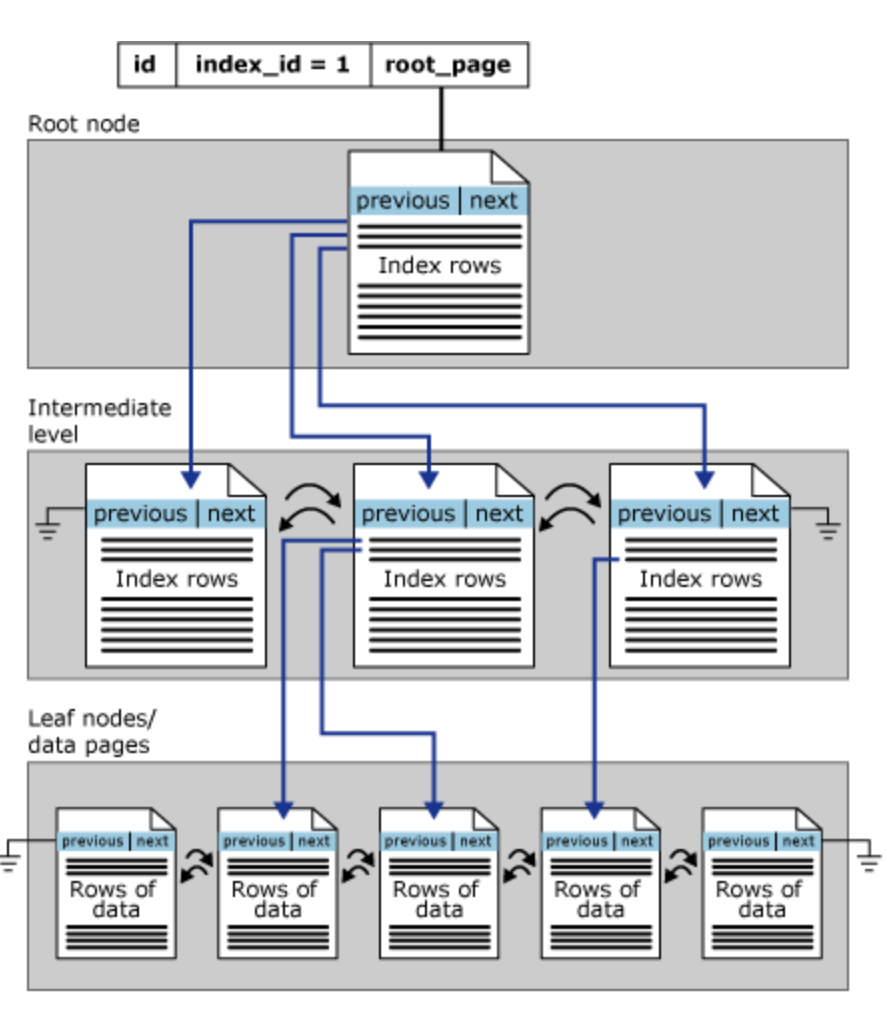 id index_id = 1 root_page
Root node
previous next
Index rows
Intermediate
level
previous next previous next previous next
Index rows Index rows Index rows
Leaf nodes/
data pages
previous next previous next previous next previous next previous next
Rows of Rows of Rows of Rows of Rows of
data data data data data